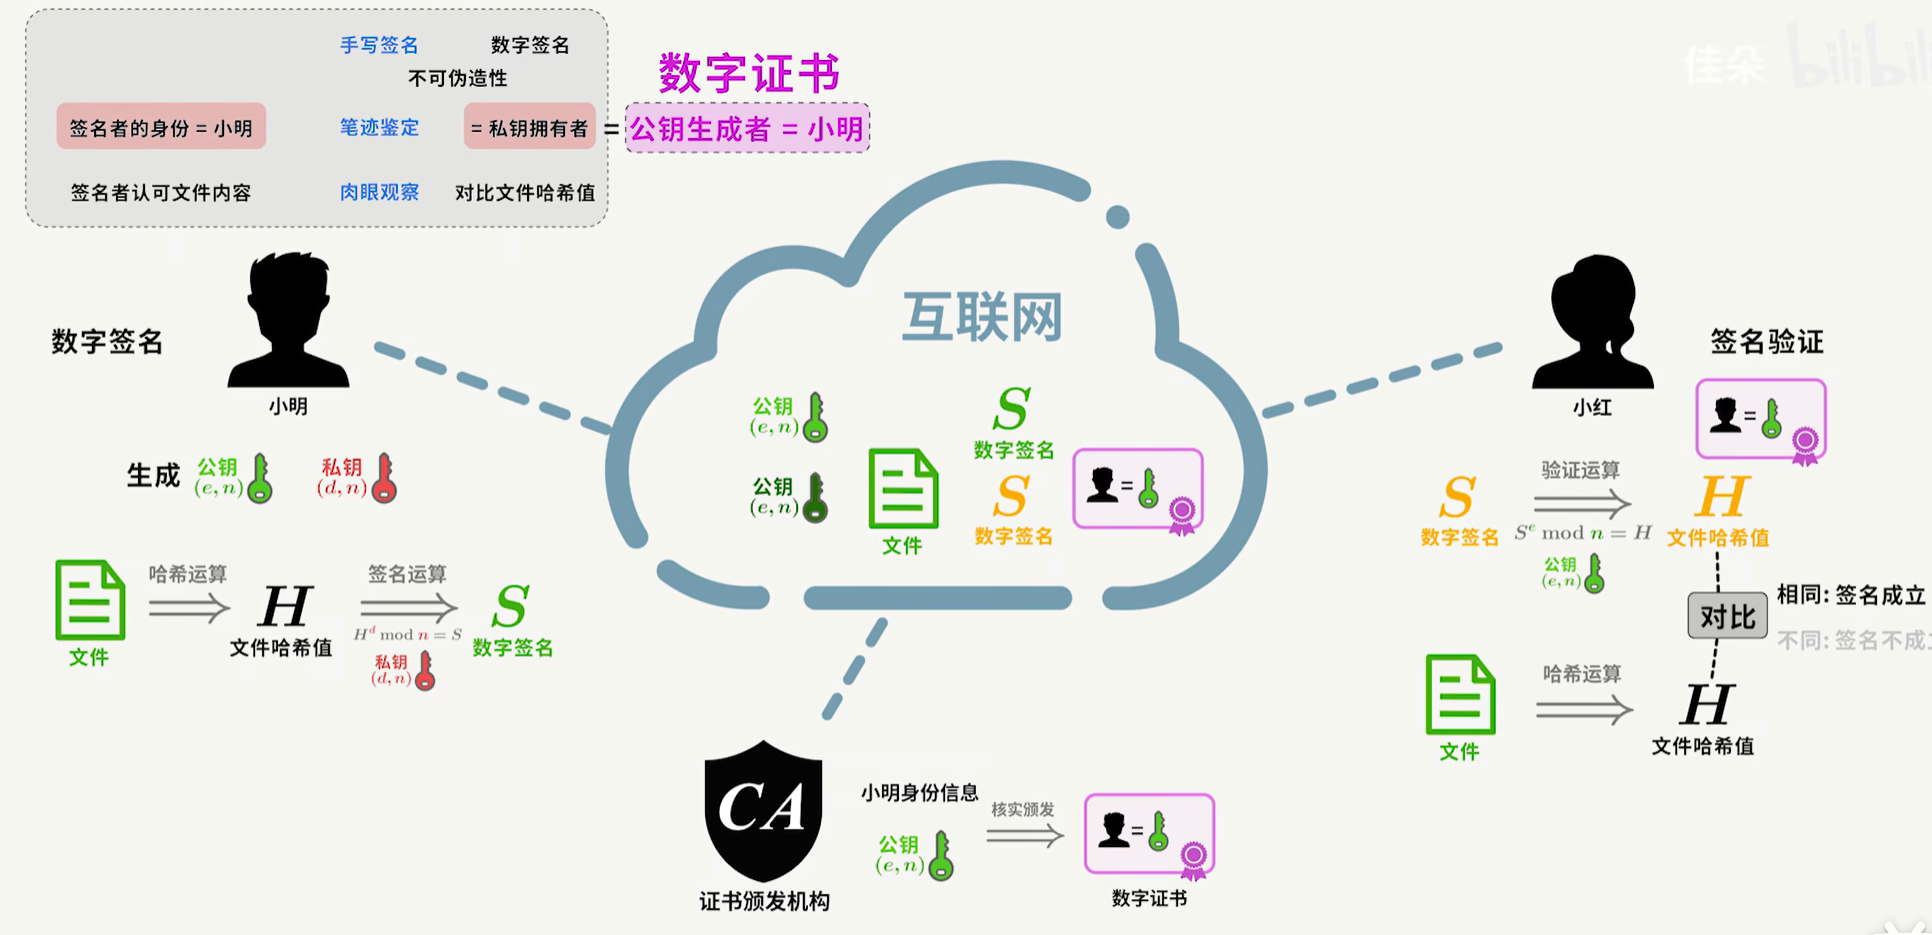 手写签名 数字签名
不可伪造性
数字证书
签名者的身份 = 小明 笔迹鉴定 = 私钥拥有者 = 公钥生成者 = 小明
签名者认可文件内容 肉眼观察 对比文件哈希值
佳朵 bilibili
互联网
数字签名
小明
生成 公钥 (e, n) 私钥 (d, n)
文件
哈希运算
H
文件哈希值
签名运算
H^d mod n = S
私钥
(d, n)
S
数字签名
公钥
(e, n)
公钥
(e, n)
文件
S
数字签名
S
数字签名
=
签名验证
小红
=
S
数字签名
验证运算
S^e mod n = H
公钥
(e, n)
H
文件哈希值
对比
相同: 签名成立
不同: 签名不成立
文件
哈希运算
H
文件哈希值
CA
证书颁发机构
小明身份信息
公钥
(e, n)
核实颁发
=
数字证书